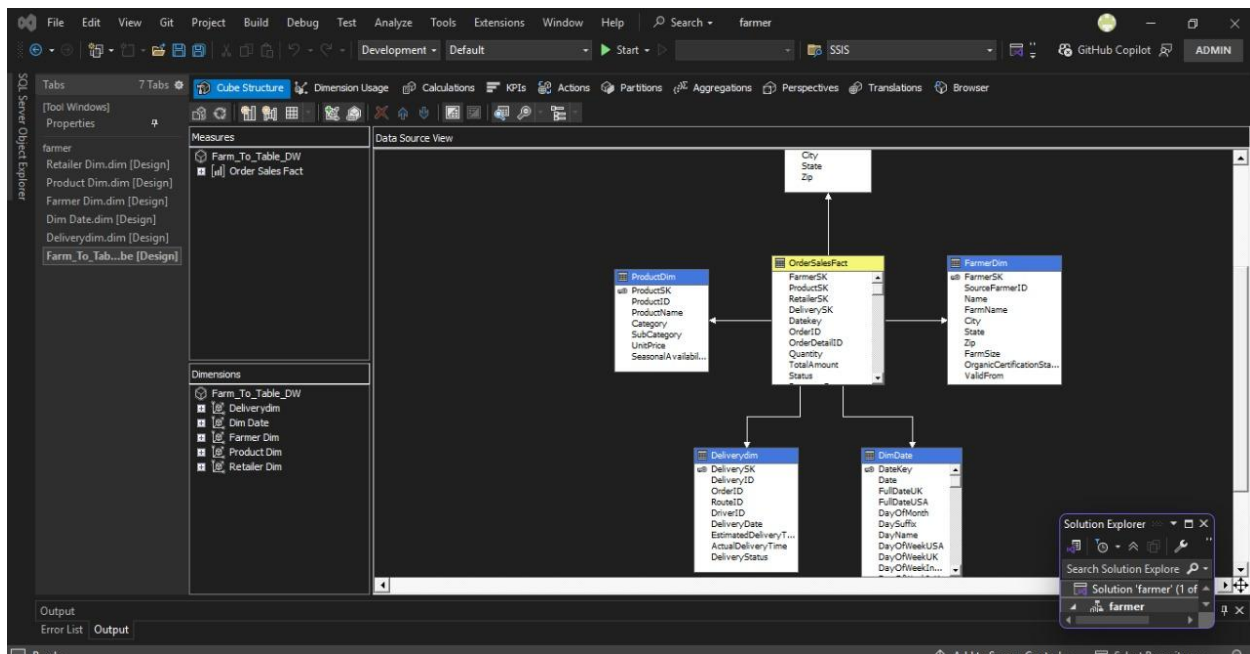 File Edit View Git Project Build Debug Test Analyze Tools Extensions Window Help Search farmer
Development Default Start SSIS GitHub Copilot ADMIN
SQL Server Object Explorer
Tabs 7 Tabs
[Tool Windows]
Properties
farmer
Retailer Dim.dim [Design]
Product Dim.dim [Design]
Farmer Dim.dim [Design]
Dim Date.dim [Design]
Deliverydim.dim [Design]
Farm_To_Tab...be [Design]
Cube Structure Dimension Usage Calculations KPIs Actions Partitions Aggregations Perspectives Translations Browser
Measures
Farm_To_Table_DW
Order Sales Fact
Dimensions
Farm_To_Table_DW
Deliverydim
Dim Date
Farmer Dim
Product Dim
Retailer Dim
Data Source View
City
State
Zip
ProductDim
ProductSK
ProductID
ProductName
Category
SubCategory
UnitPrice
SeasonalAvailabil...
OrderSalesFact
FarmerSK
ProductSK
RetailerSK
DeliverySK
Datekey
OrderID
OrderDetailID
Quantity
TotalAmount
Status
FarmerDim
FarmerSK
SourceFarmerID
Name
FarmName
City
State
Zip
FarmSize
OrganicCertificationSta...
ValidFrom
Deliverydim
DeliverySK
DeliveryID
OrderID
RouteID
DriverID
DeliveryDate
EstimatedDeliveryT...
ActualDeliveryTime
DeliveryStatus
DimDate
DateKey
Date
FullDateUK
FullDateUSA
DayOfMonth
DaySuffix
DayName
DayOfWeekUSA
DayOfWeekUK
DayOfWeekIn...
Solution Explorer
Search Solution Explore
Solution 'farmer' (1 of
farmer
Output
Error List Output